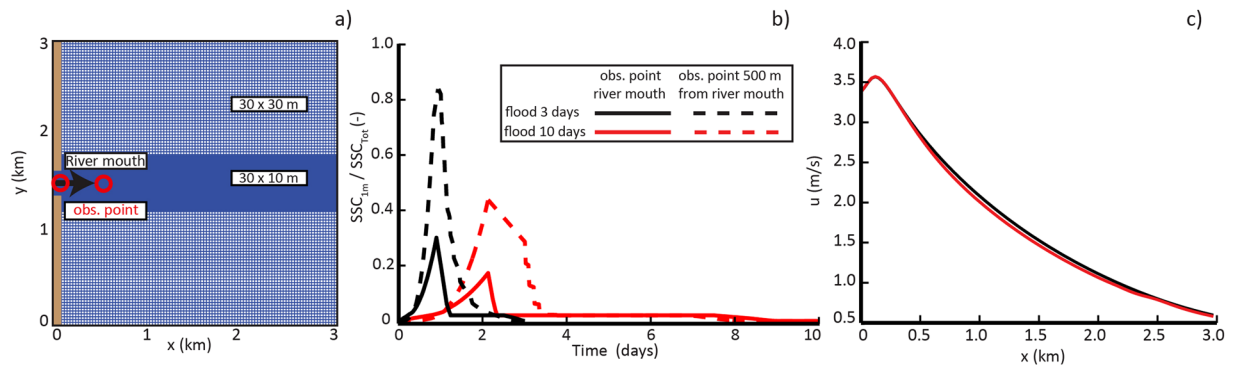 a)
3
2
1
0
y (km)
30 x 30 m
River mouth
30 x 10 m
obs. point
0
1
2
3
x (km)
b)
1.0
0.8
0.6
0.4
0.2
0
SSC1m / SSCTot (-)
obs. point river mouth
obs. point 500 m from river mouth
flood 3 days
flood 10 days
2
4
6
8
10
Time (days)
c)
4.0
3.5
3.0
2.5
2.0
1.5
1.0
0.5
u (m/s)
0.0
0.5
1.0
1.5
2.0
2.5
3.0
x (km)